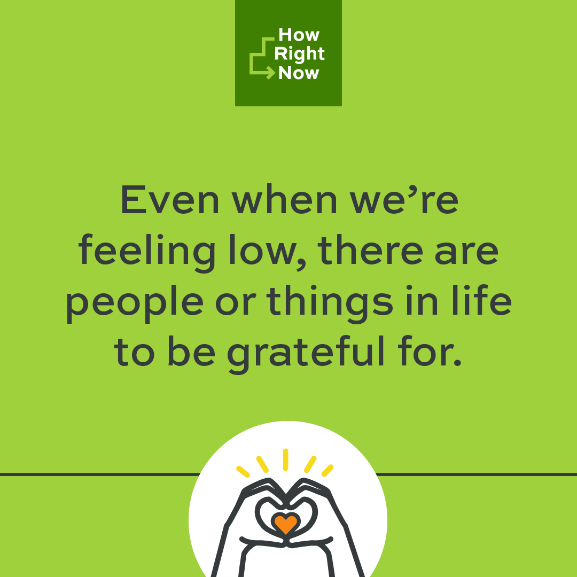 How
Right
Now
Even when we’re
feeling low, there are
people or things in life
to be grateful for.